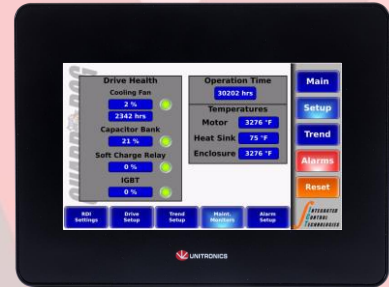 Drive Health
Cooling Fan
2 %
2342 hrs
Capacitor Bank
21 %
Soft Charge Relay
0 %
IGBT
0 %
Operation Time
30202 hrs
Temperatures
Motor 3276 °F
Heat Sink 75 °F
Enclosure 3276 °F
Main
Setup
Trend
Alarms
Reset
RDI
Settings
Drive
Setup
Trend
Setup
Maint.
Monitors
Alarm
Setup
INTEGRATED
CONTROL
TECHNOLOGIES
UNITRONICS